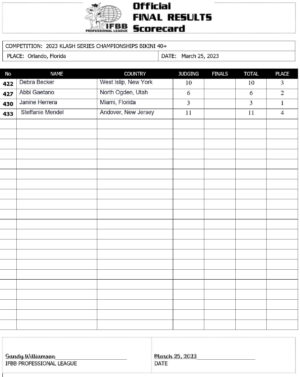 Official
FINAL RESULTS
Scorecard
IFBB
PROFESSIONAL LEAGUE
COMPETITION: 2023 KLASH SERIES CHAMPIONSHIPS BIKINI 40+
PLACE: Orlando, Florida DATE: March 25, 2023
No NAME COUNTRY JUDGING FINALS TOTAL PLACE
422 Debra Becker West Islip, New York 10 10 3
427 Abbi Gaetano North Ogden, Utah 6 6 2
430 Janine Herrera Miami, Florida 3 3 1
433 Steffanie Mendel Andover, New Jersey 11 11 4
Sandy Williamson March 25, 2023
IFBB PROFESSIONAL LEAGUE DATE